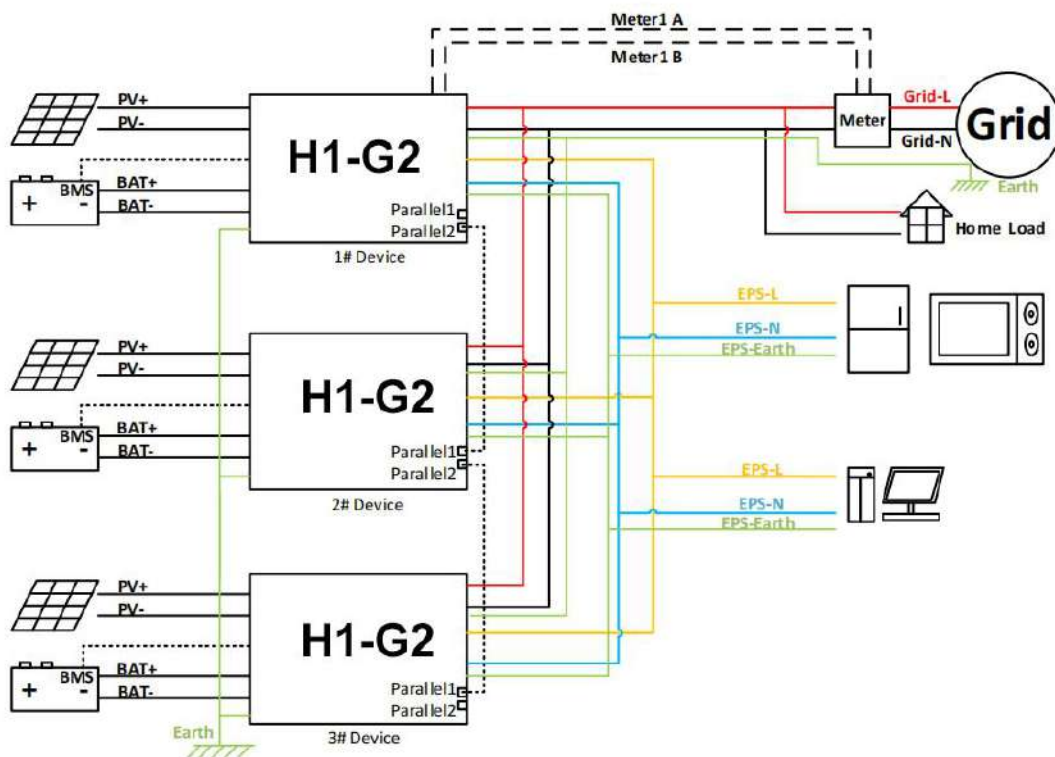 Meter1 A
Meter1 B
PV+
PV-
BMS
+
-
BAT+
BAT-
H1-G2
Parallel1
Parallel2
1# Device
Meter
Grid-L
Grid-N
Grid
Earth
Home Load
EPS-L
EPS-N
EPS-Earth
PV+
PV-
BMS
+
-
BAT+
BAT-
H1-G2
Parallel1
Parallel2
2# Device
EPS-L
EPS-N
EPS-Earth
PV+
PV-
BMS
+
-
BAT+
BAT-
H1-G2
Parallel1
Parallel2
3# Device
Earth